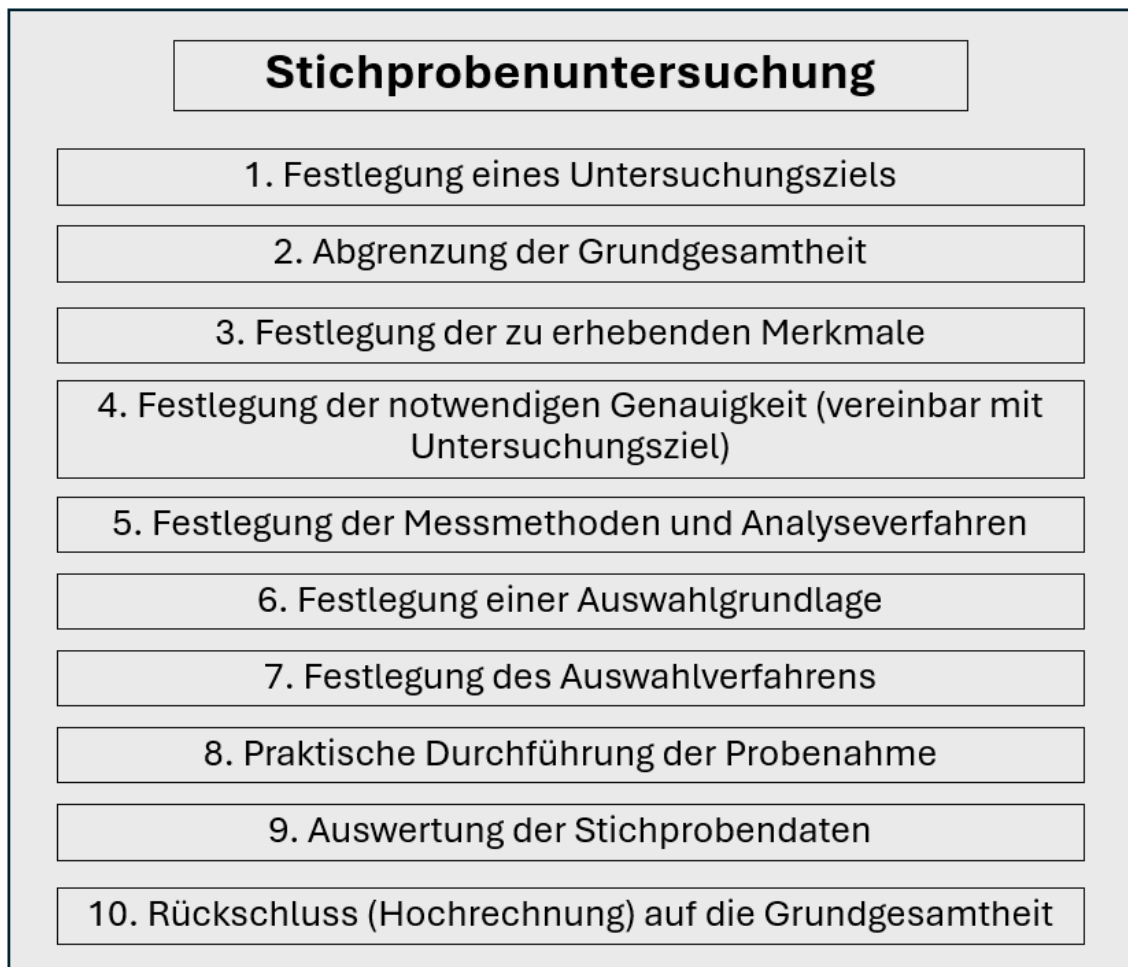 Stichprobenuntersuchung
1. Festlegung eines Untersuchungsziels
2. Abgrenzung der Grundgesamtheit
3. Festlegung der zu erhebenden Merkmale
4. Festlegung der notwendigen Genauigkeit (vereinbar mit
Untersuchungsziel)
5. Festlegung der Messmethoden und Analyseverfahren
6. Festlegung einer Auswahlgrundlage
7. Festlegung des Auswahlverfahrens
8. Praktische Durchführung der Probenahme
9. Auswertung der Stichprobendaten
10. Rückschluss (Hochrechnung) auf die Grundgesamtheit